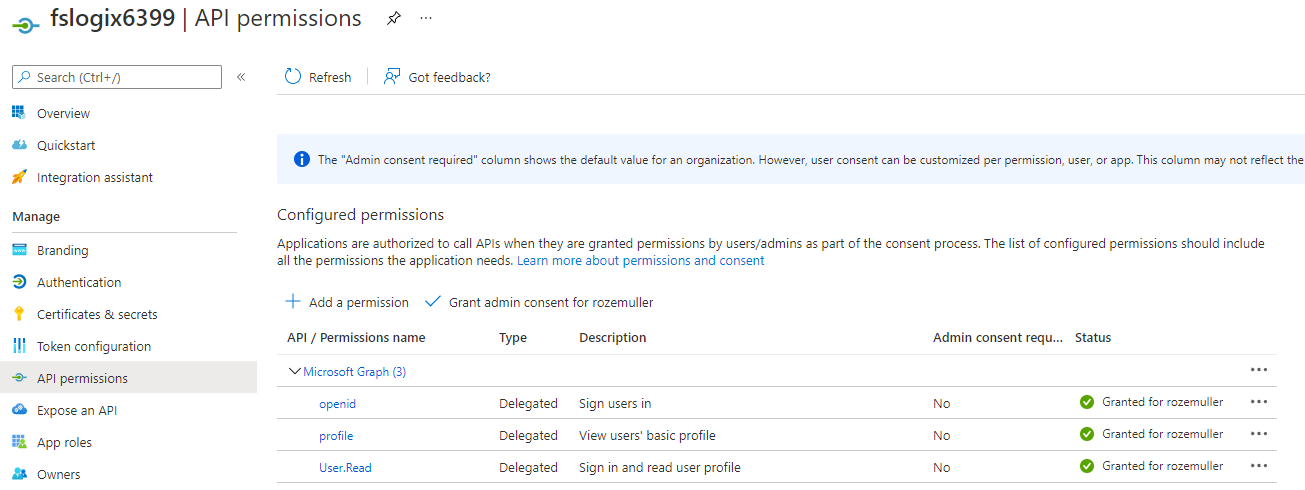 fslogix6399 | API permissions ...
Search (Ctrl+/) «
Overview
Quickstart
Integration assistant
Manage
Branding
Authentication
Certificates & secrets
Token configuration
API permissions
Expose an API
App roles
Owners
Refresh | Got feedback?
The "Admin consent required" column shows the default value for an organization. However, user consent can be customized per permission, user, or app. This column may not reflect the
Configured permissions
Applications are authorized to call APIs when they are granted permissions by users/admins as part of the consent process. The list of configured permissions should include
all the permissions the application needs. Learn more about permissions and consent
Add a permission Grant admin consent for rozemuller
API / Permissions name Type Description Admin consent requ... Status
Microsoft Graph (3) ...
openid Delegated Sign users in No Granted for rozemuller ...
profile Delegated View users' basic profile No Granted for rozemuller ...
User.Read Delegated Sign in and read user profile No Granted for rozemuller ...